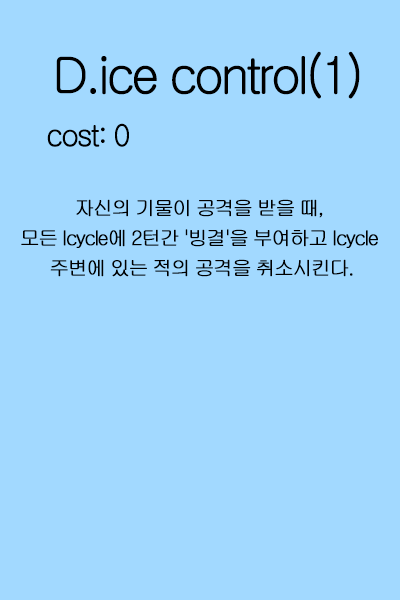 D.ice control(1)
cost: 0
자신의 기물이 공격을 받을 때,
모든 Icycle에 2턴간 '빙결'을 부여하고 Icycle
주변에 있는 적의 공격을 취소시킨다.